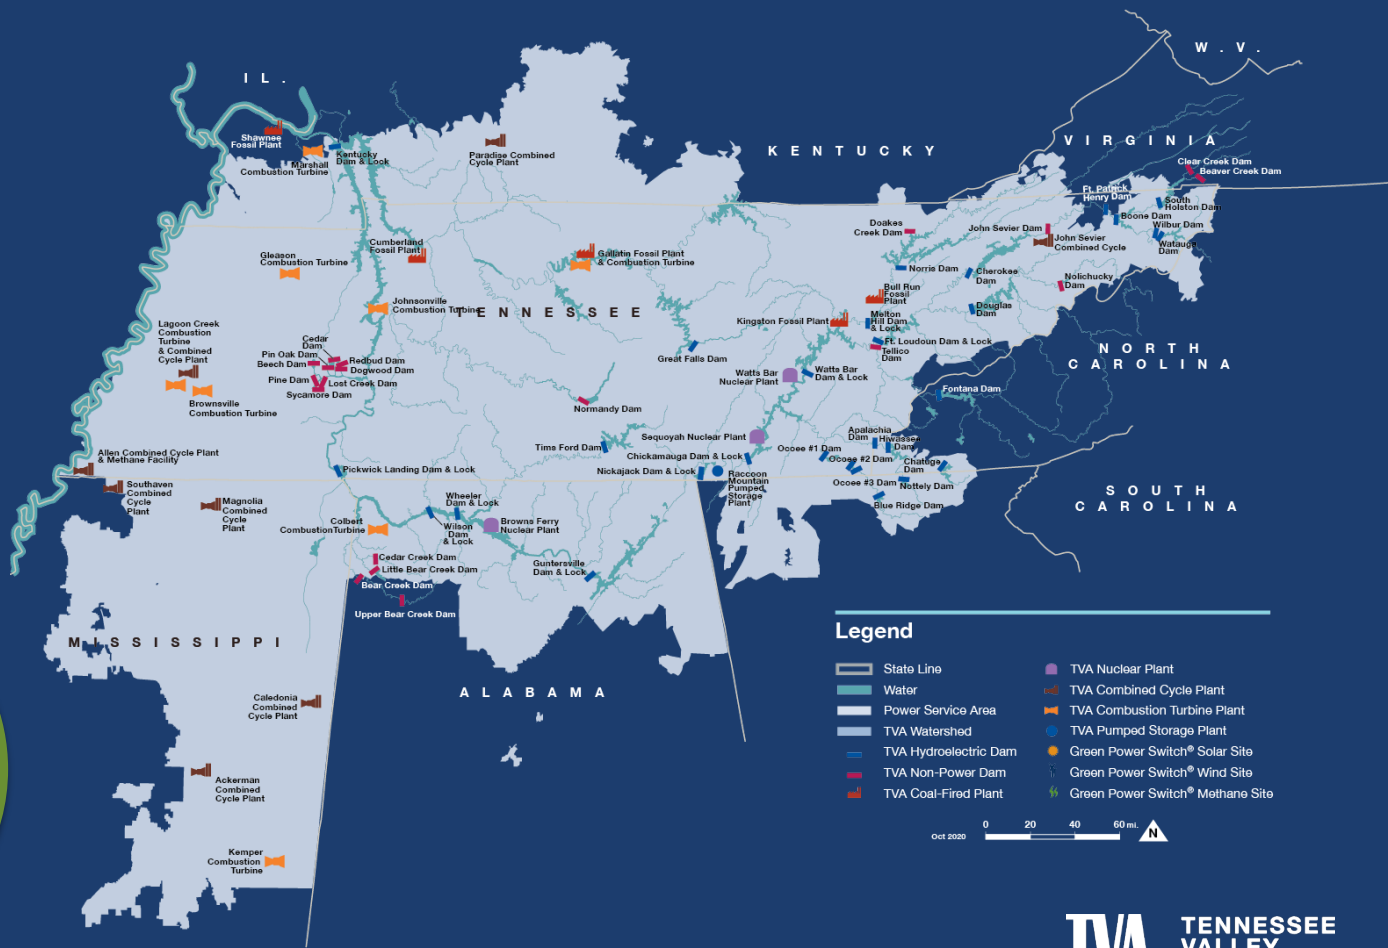 W . V .
I L .
VIRGINIA
KENTUCKY
Shawnee
Fossil Plant
Marshall
Combustion Turbine
Kentucky
Dam & Lock
Paradise Combined
Cycle Plant
Clear Creek Dam
Beaver Creek Dam
Ft. Patrick
Henry Dam
South
Holston Dam
Boone Dam
Wilbur Dam
Watauga
Dam
Doakes
Creek Dam
John Sevier Dam
John Sevier
Combined Cycle
Cumberland
Fossil Plant
Gallatin Fossil Plant
& Combustion Turbine
Gleason
Combustion Turbine
Norris Dam
Cherokee
Dam
Nolichucky
Dam
Bull Run
Fossil
Plant
Johnsonville
Combustion Turbine
TENNESSEE
Kingston Fossil Plant
Melton
Hill Dam
& Lock
Douglas
Dam
Lagoon Creek
Combustion
Turbine
& Combined
Cycle Plant
Cedar
Dam
Pin Oak Dam
Beech Dam
Redbud Dam
Dogwood Dam
Pine Dam
Lost Creek Dam
Sycamore Dam
Great Falls Dam
Ft. Loudoun Dam & Lock
Tellico
Dam
NORTH
CAROLINA
Watts Bar
Nuclear Plant
Watts Bar
Dam & Lock
Fontana Dam
Brownsville
Combustion Turbine
Normandy Dam
Allen Combined Cycle Plant
& Methane Facility
Tims Ford Dam
Sequoyah Nuclear Plant
Apalachia
Dam
Hiwassee
Dam
Ocoee #1 Dam
Ocoee #2 Dam
Chatuge
Dam
Chickamauga Dam & Lock
Pickwick Landing Dam & Lock
Nickajack Dam & Lock
Raccoon
Mountain
Pumped
Storage
Plant
Ocoee #3 Dam
Nottely Dam
Blue Ridge Dam
SOUTH
CAROLINA
Southaven
Combined
Cycle
Plant
Magnolia
Combined
Cycle
Plant
Wheeler
Dam & Lock
Colbert
Combustion Turbine
Wilson
Dam
& Lock
Browns Ferry
Nuclear Plant
Cedar Creek Dam
Little Bear Creek Dam
Bear Creek Dam
Upper Bear Creek Dam
Guntersville
Dam & Lock
MISSISSIPPI
ALABAMA
Caledonia
Combined
Cycle Plant
Ackerman
Combined
Cycle Plant
Kemper
Combustion
Turbine
Legend
State Line
Water
Power Service Area
TVA Watershed
TVA Hydroelectric Dam
TVA Non-Power Dam
TVA Coal-Fired Plant
TVA Nuclear Plant
TVA Combined Cycle Plant
TVA Combustion Turbine Plant
TVA Pumped Storage Plant
Green Power Switch® Solar Site
Green Power Switch® Wind Site
Green Power Switch® Methane Site
Oct 2020
0 20 40 60 mi.
N
TVA
TENNESSEE
VALLEY